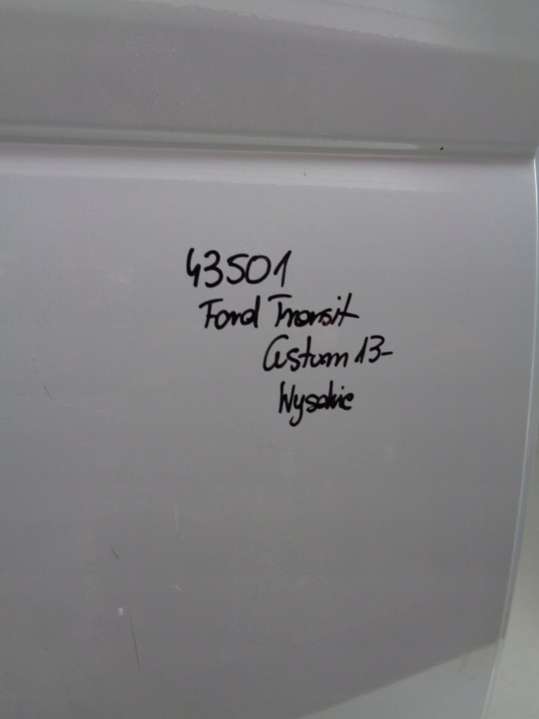 43501
Ford Transit
Custom 13-
Wysokie